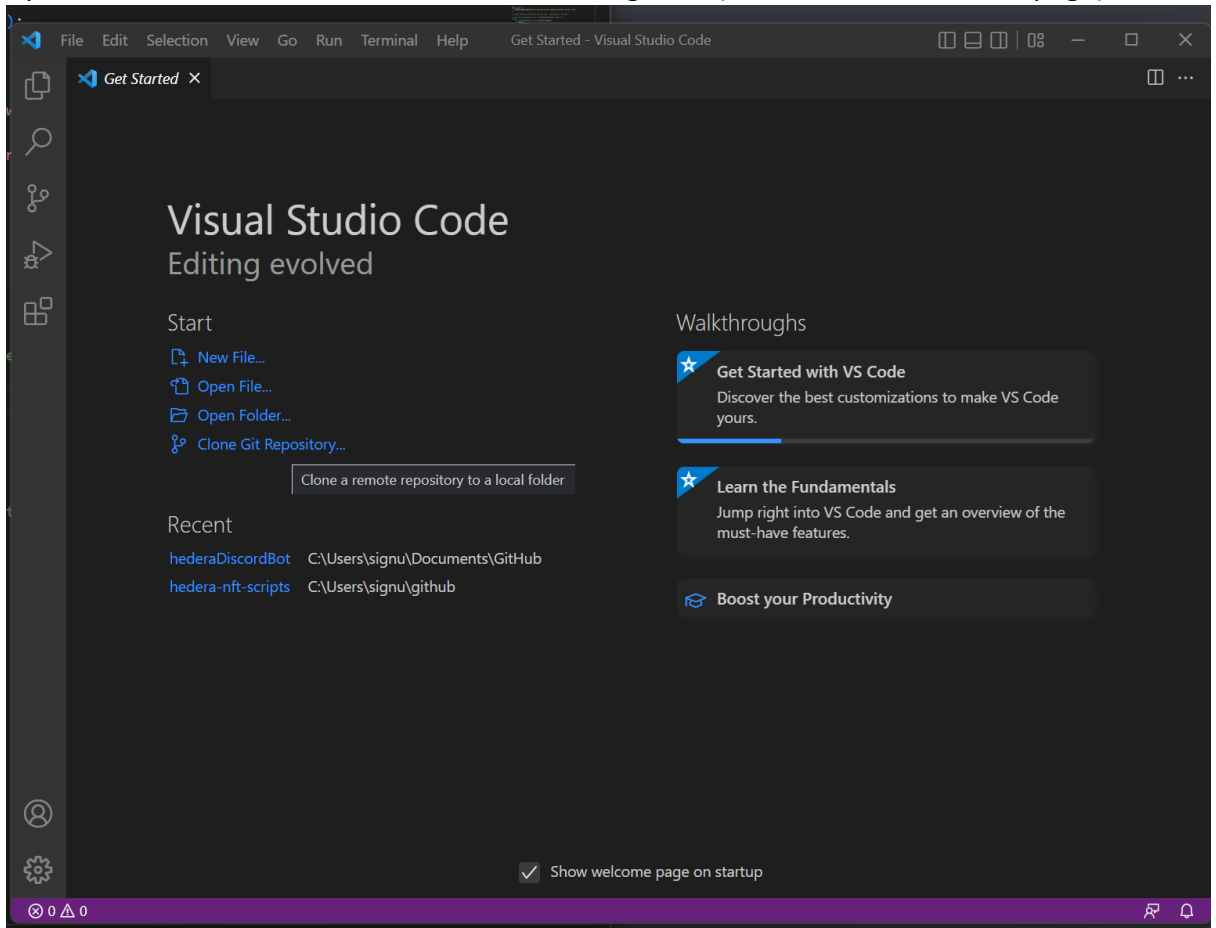 File Edit Selection View Go Run Terminal Help Get Started - Visual Studio Code
Get Started
Visual Studio Code
Editing evolved
Start
New File...
Open File...
Open Folder...
Clone Git Repository...
Clone a remote repository to a local folder
Recent
hederaDiscordBot C:\Users\signu\Documents\GitHub
hedera-nft-scripts C:\Users\signu\github
Walkthroughs
Get Started with VS Code
Discover the best customizations to make VS Code
yours.
Learn the Fundamentals
Jump right into VS Code and get an overview of the
must-have features.
Boost your Productivity
Show welcome page on startup
0 0